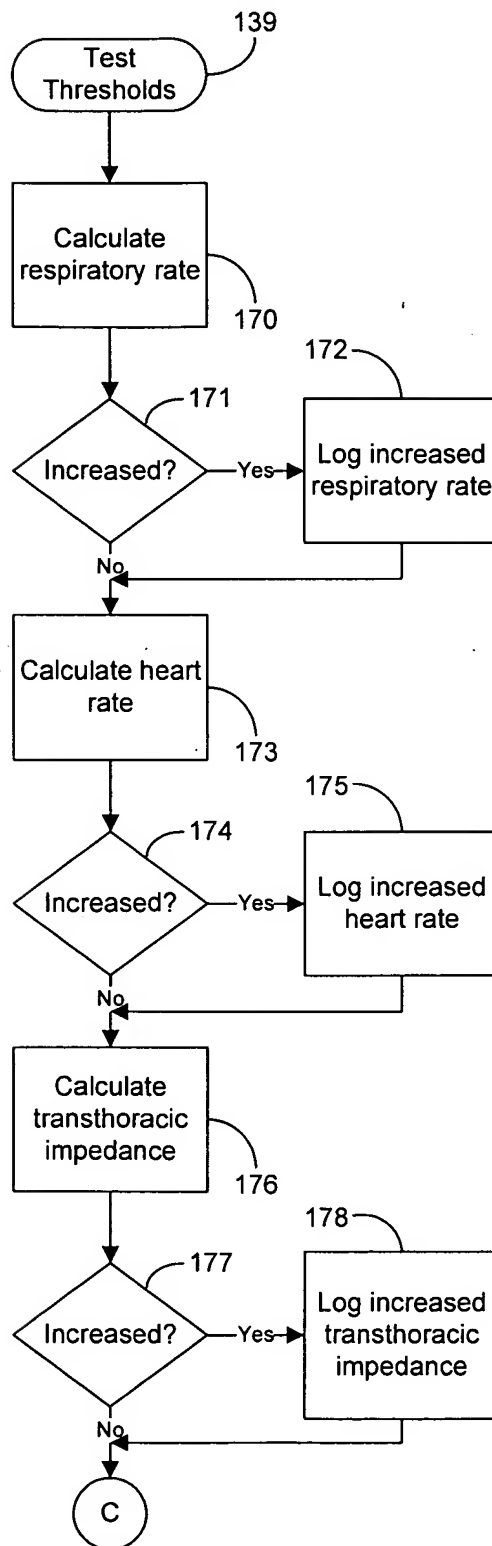 139
Test
Thresholds
Calculate
respiratory rate
170
171
172
Increased?
Yes
Log increased
respiratory rate
No
Calculate heart
rate
173
174
175
Increased?
Yes
Log increased
heart rate
No
Calculate
transthoracic
impedance
176
177
178
Increased?
Yes
Log increased
transthoracic
impedance
No
C